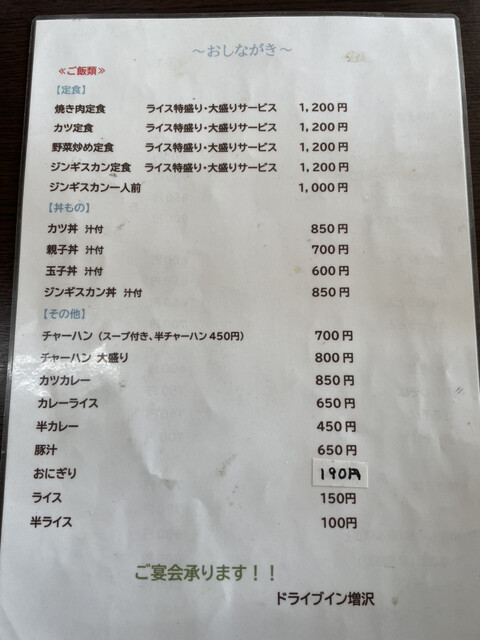 ～おしながき～
≪ご飯類≫
【定食】
焼き肉定食 ライス特盛り・大盛りサービス 1,200円
カツ定食 ライス特盛り・大盛りサービス 1,200円
野菜炒め定食 ライス特盛り・大盛りサービス 1,200円
ジンギスカン定食 ライス特盛り・大盛りサービス 1,200円
ジンギスカン一人前 1,000円
【丼もの】
カツ丼 汁付 850円
親子丼 汁付 700円
玉子丼 汁付 600円
ジンギスカン丼 汁付 850円
【その他】
チャーハン（スープ付き、半チャーハン450円） 700円
チャーハン 大盛り 800円
カツカレー 850円
カレーライス 650円
半カレー 450円
豚汁 650円
おにぎり 190円
ライス 150円
半ライス 100円
ご宴会承ります！！
ドライブイン増沢